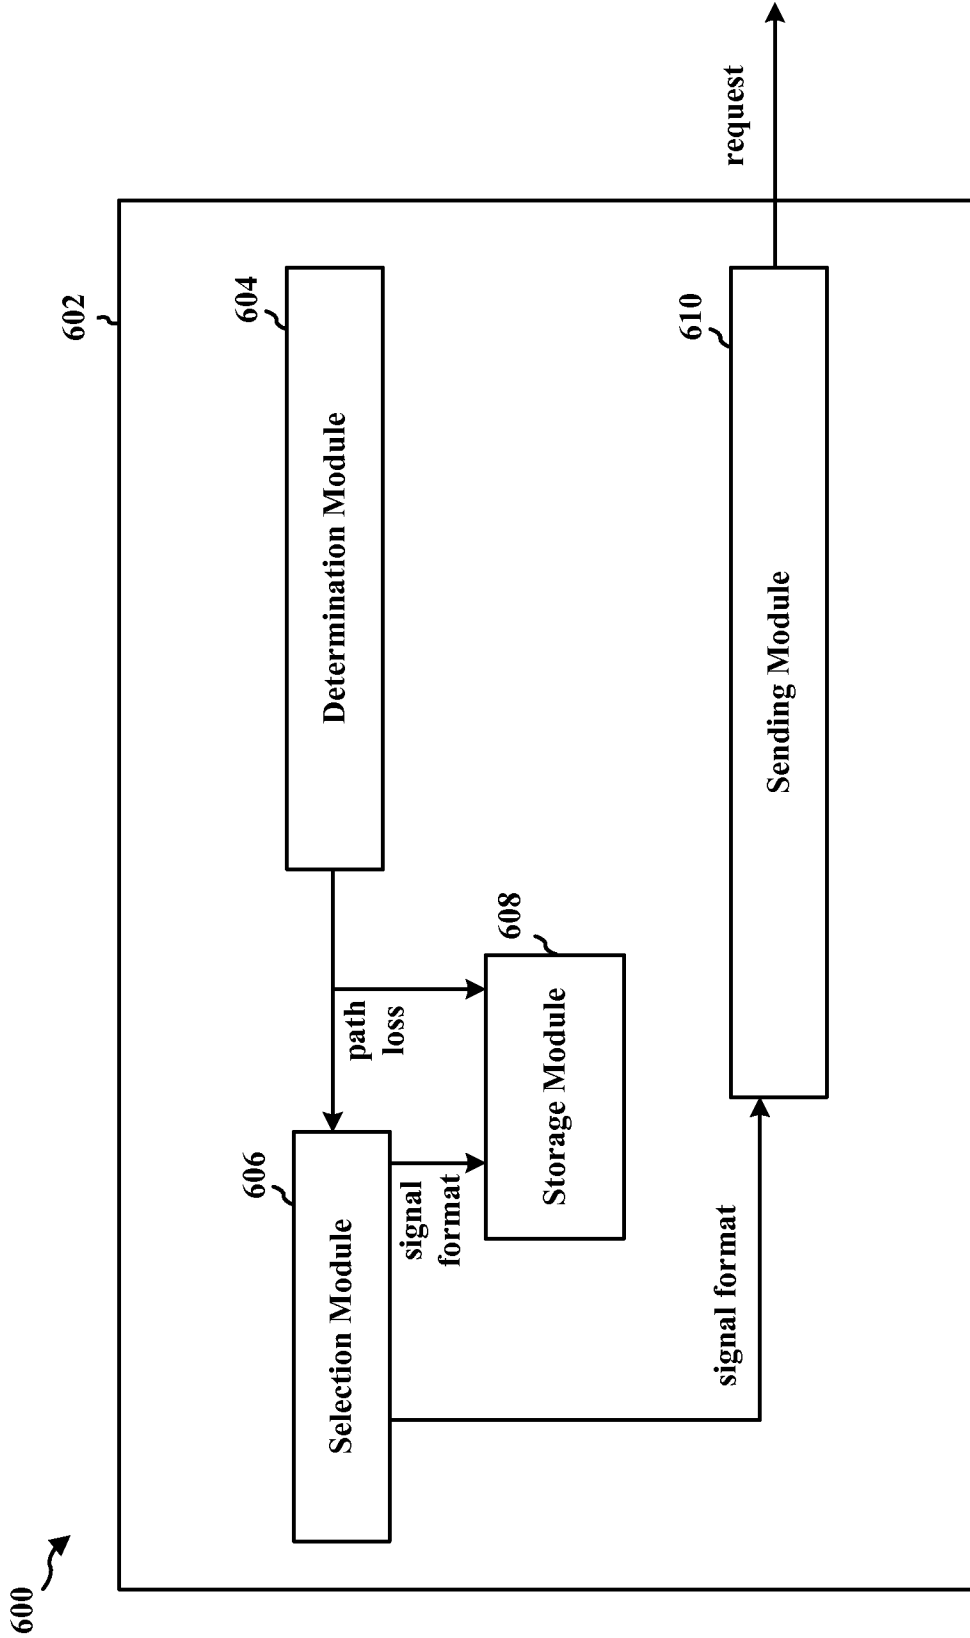 600
602
606
Selection Module
604
Determination Module
path
loss
signal
format
608
Storage Module
signal format
610
Sending Module
request